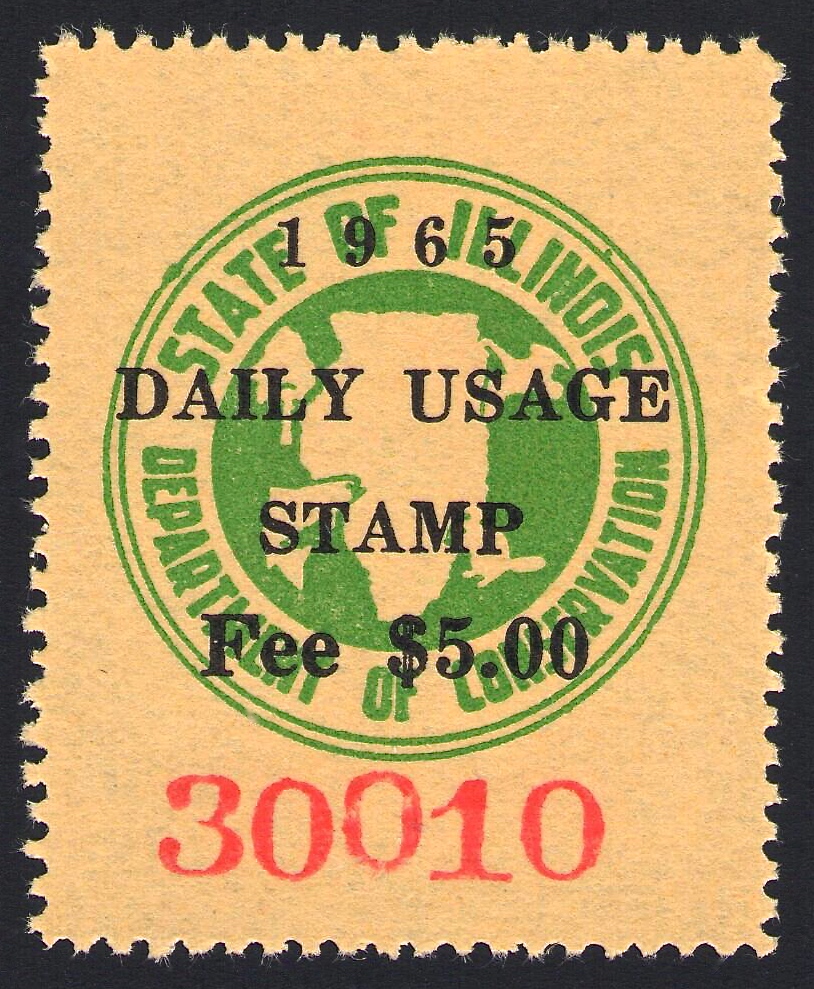 STATE OF ILLINOIS
1965
DAILY USAGE
STAMP
Fee $5.00
DEPARTMENT OF CONSERVATION
30010